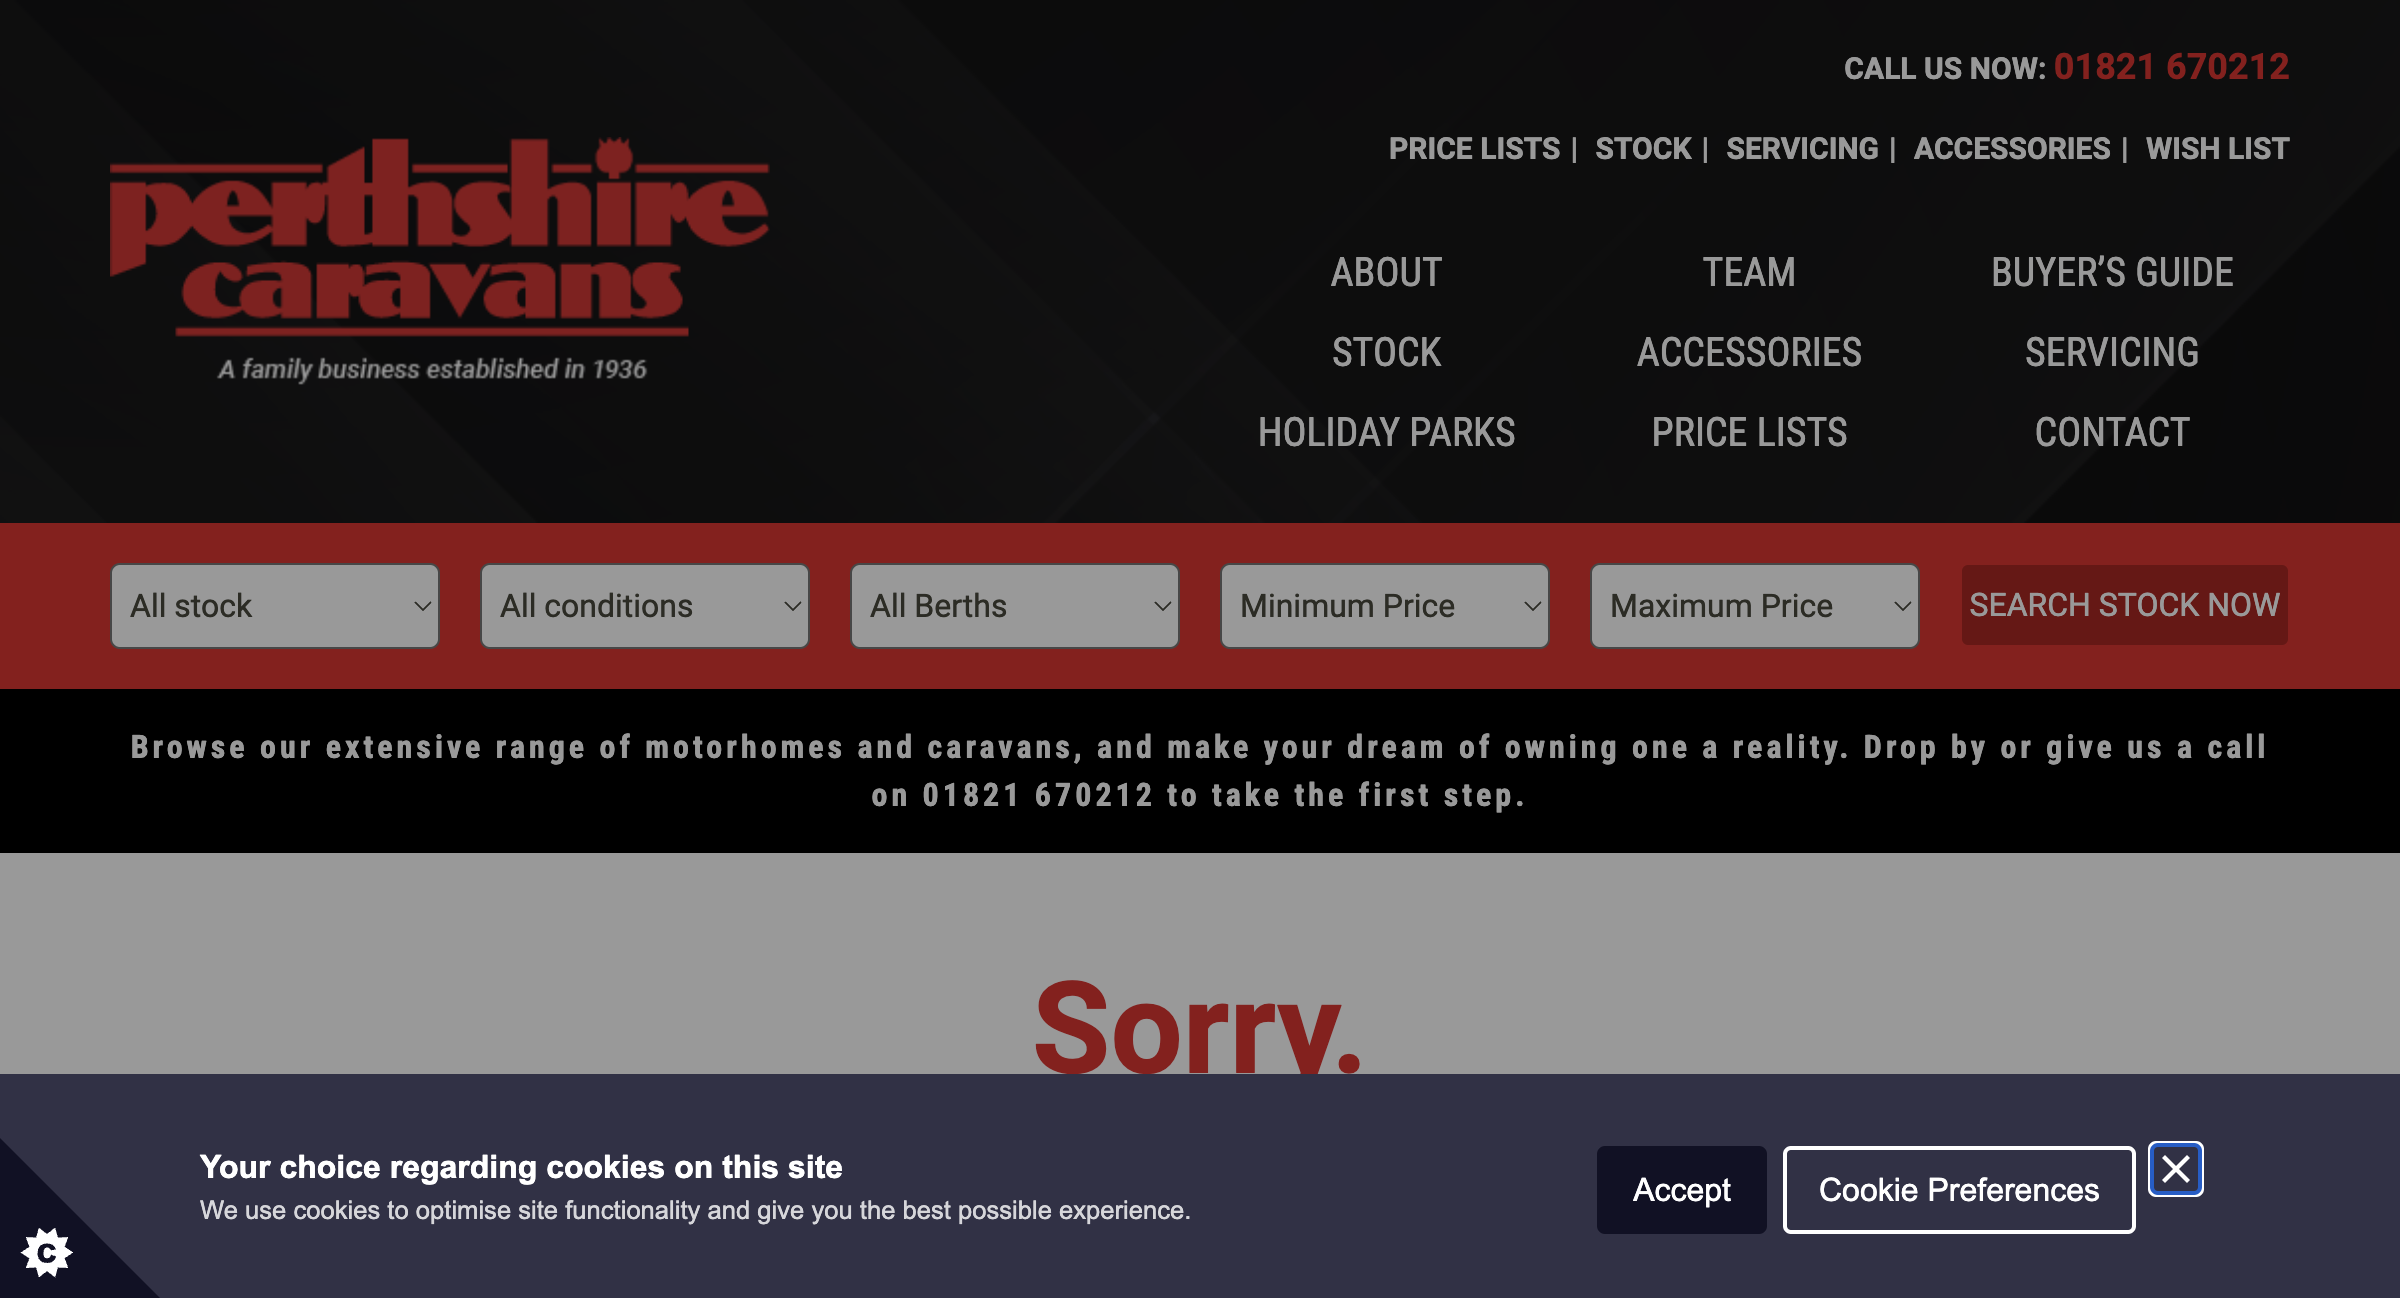 CALL US NOW: 01821 670212
PRICE LISTS | STOCK | SERVICING | ACCESSORIES | WISH LIST
perthshire
caravans
A family business established in 1936
ABOUT TEAM BUYER’S GUIDE
STOCK ACCESSORIES SERVICING
HOLIDAY PARKS PRICE LISTS CONTACT
All stock All conditions All Berths Minimum Price Maximum Price SEARCH STOCK NOW
Browse our extensive range of motorhomes and caravans, and make your dream of owning one a reality. Drop by or give us a call
on 01821 670212 to take the first step.
Sorry.
Your choice regarding cookies on this site
We use cookies to optimise site functionality and give you the best possible experience.
Accept Cookie Preferences
C